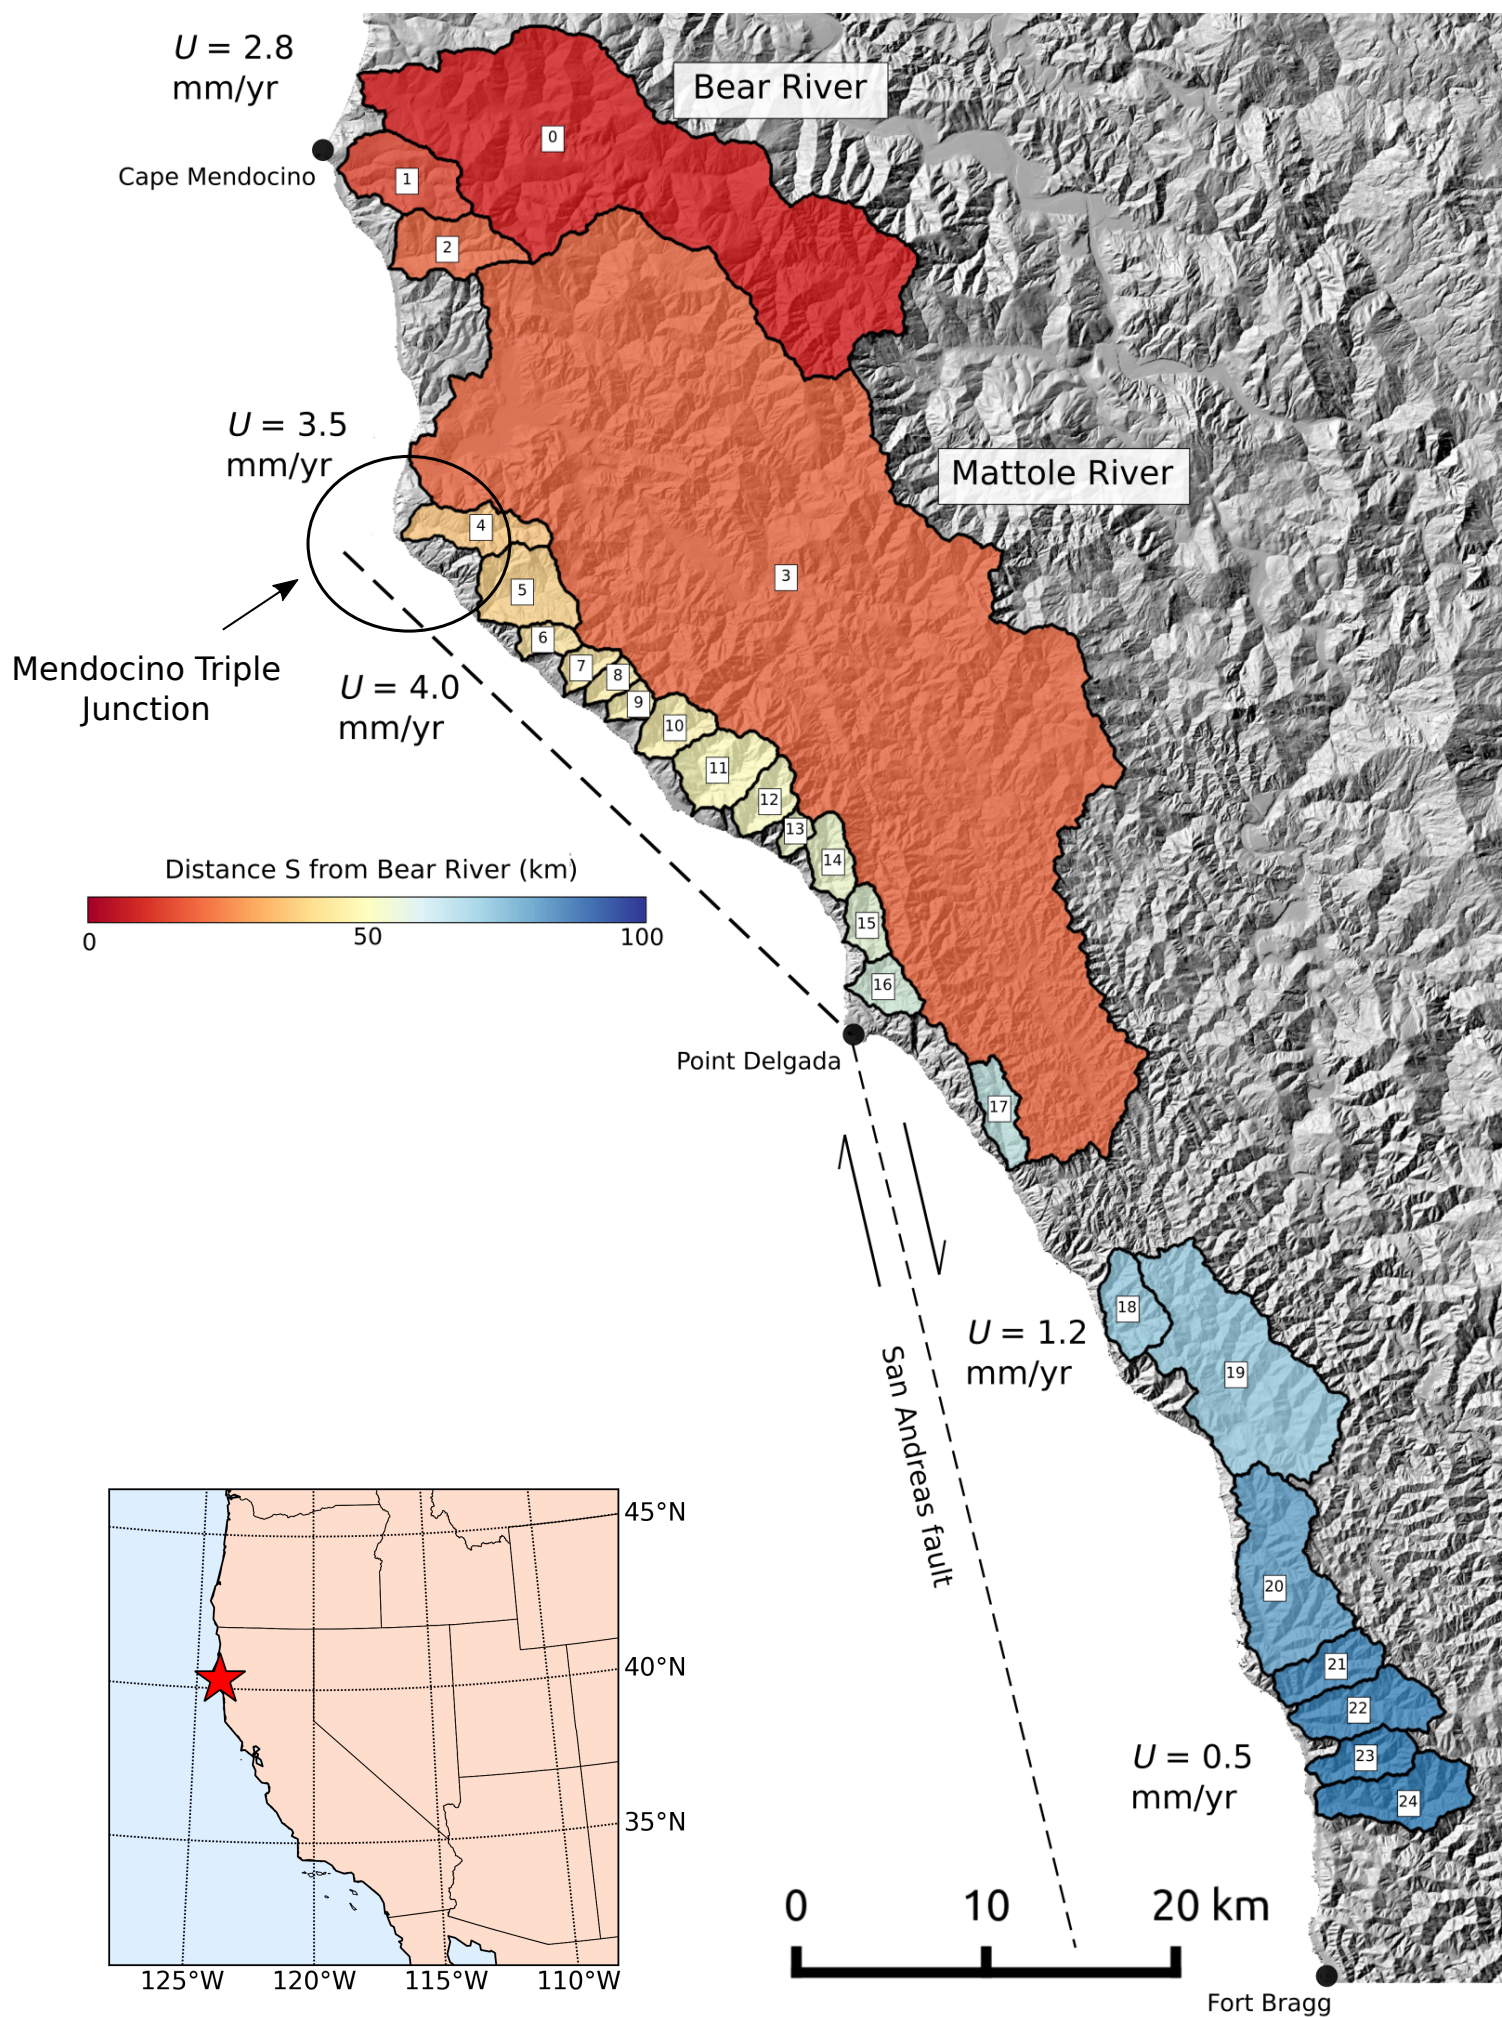 U = 2.8
mm/yr
Bear River
0
Cape Mendocino
1
2
U = 3.5
mm/yr
Mattole River
4
3
5
6
Mendocino Triple
Junction
7
8
U = 4.0
mm/yr
9
10
11
12
13
14
Distance S from Bear River (km)
0
50
100
15
16
Point Delgada
17
18
U = 1.2
mm/yr
19
San Andreas fault
45°N
40°N
35°N
125°W
120°W
115°W
110°W
20
21
22
U = 0.5
mm/yr
23
24
0
10
20 km
Fort Bragg